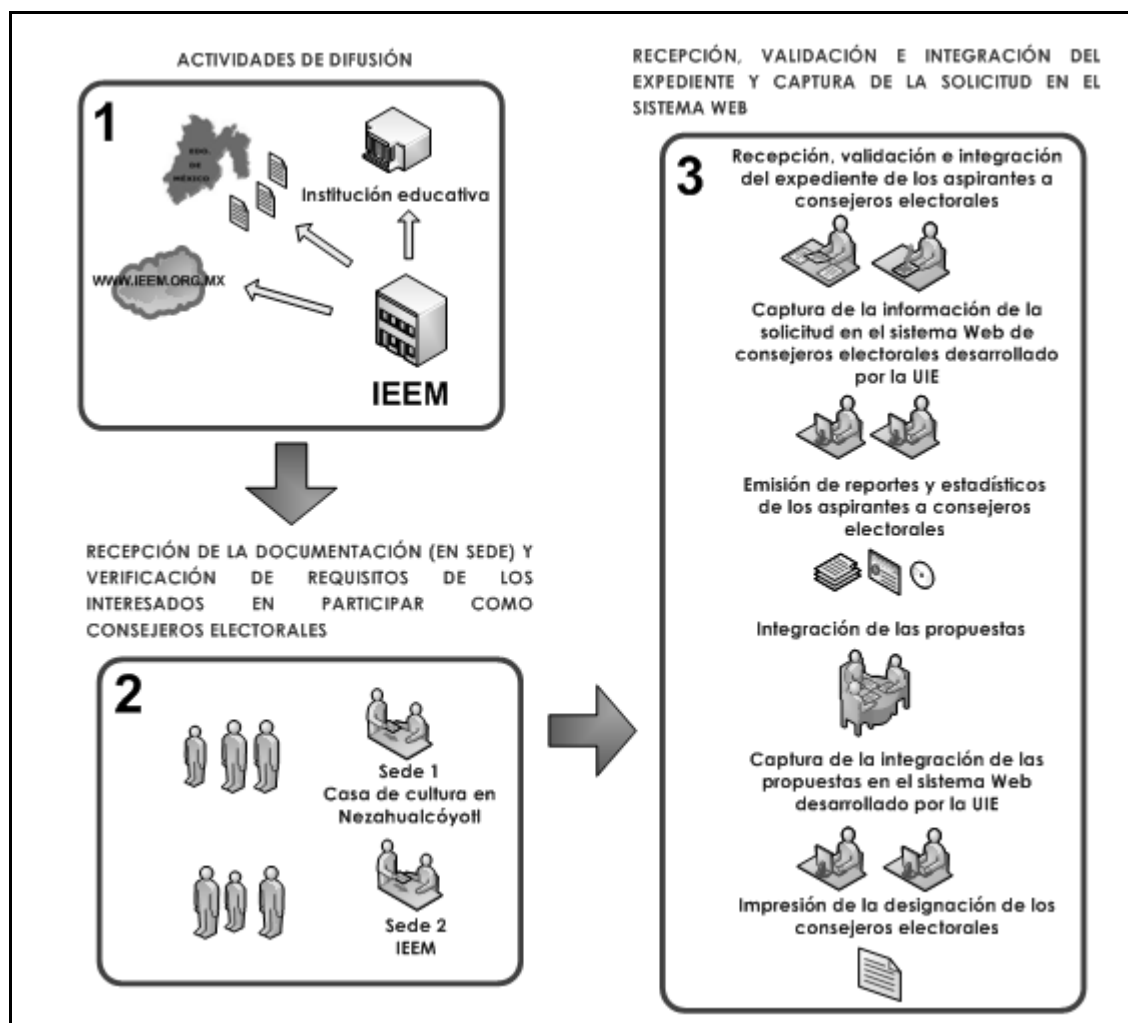 ACTIVIDADES DE DIFUSIÓN
1
EDO.
DE
MÉXICO
Institución educativa
WWW.IEEM.ORG.MX
IEEM
RECEPCIÓN DE LA DOCUMENTACIÓN (EN SEDE) Y
VERIFICACIÓN DE REQUISITOS DE LOS
INTERESADOS EN PARTICIPAR COMO
CONSEJEROS ELECTORALES
2
Sede 1
Casa de cultura en
Nezahualcóyotl
Sede 2
IEEM
RECEPCIÓN, VALIDACIÓN E INTEGRACIÓN DEL
EXPEDIENTE Y CAPTURA DE LA SOLICITUD EN EL
SISTEMA WEB
3
Recepción, validación e integración
del expediente de los aspirantes a
consejeros electorales
Captura de la información de la
solicitud en el sistema Web de
consejeros electorales desarrollado
por la UIE
Emisión de reportes y estadísticos
de los aspirantes a consejeros
electorales
Integración de las propuestas
Captura de la integración de las
propuestas en el sistema Web
desarrollado por la UIE
Impresión de la designación de los
consejeros electorales